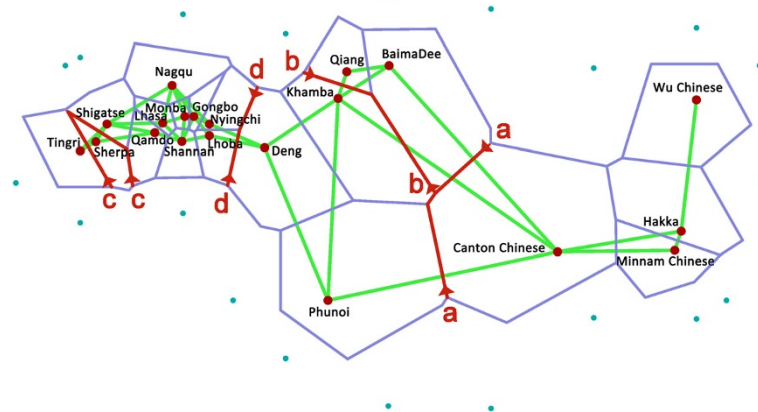 Wu Chinese
BaimaDee
Qiang
b
d
Khamba
Nagqu
Monba
Gongbo
Shigatse
Lhasa
Nyingchi
Tingri
Sherpa
Qamdo
Shannan
Lhoba
Deng
a
b
c
c
d
Hakka
Canton Chinese
Minnam Chinese
Phunoi
a